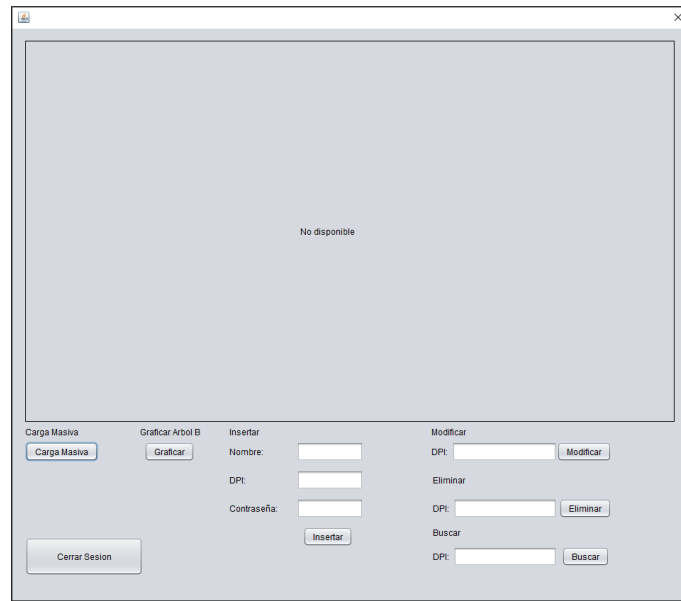 No disponible
Carga Masiva
Graficar Arbol B
Insertar
Modificar
Carga Masiva
Graficar
Nombre:
DPI:
Modificar
DPI:
Eliminar
Contraseña:
DPI:
Eliminar
Insertar
Buscar
Cerrar Sesion
DPI:
Buscar